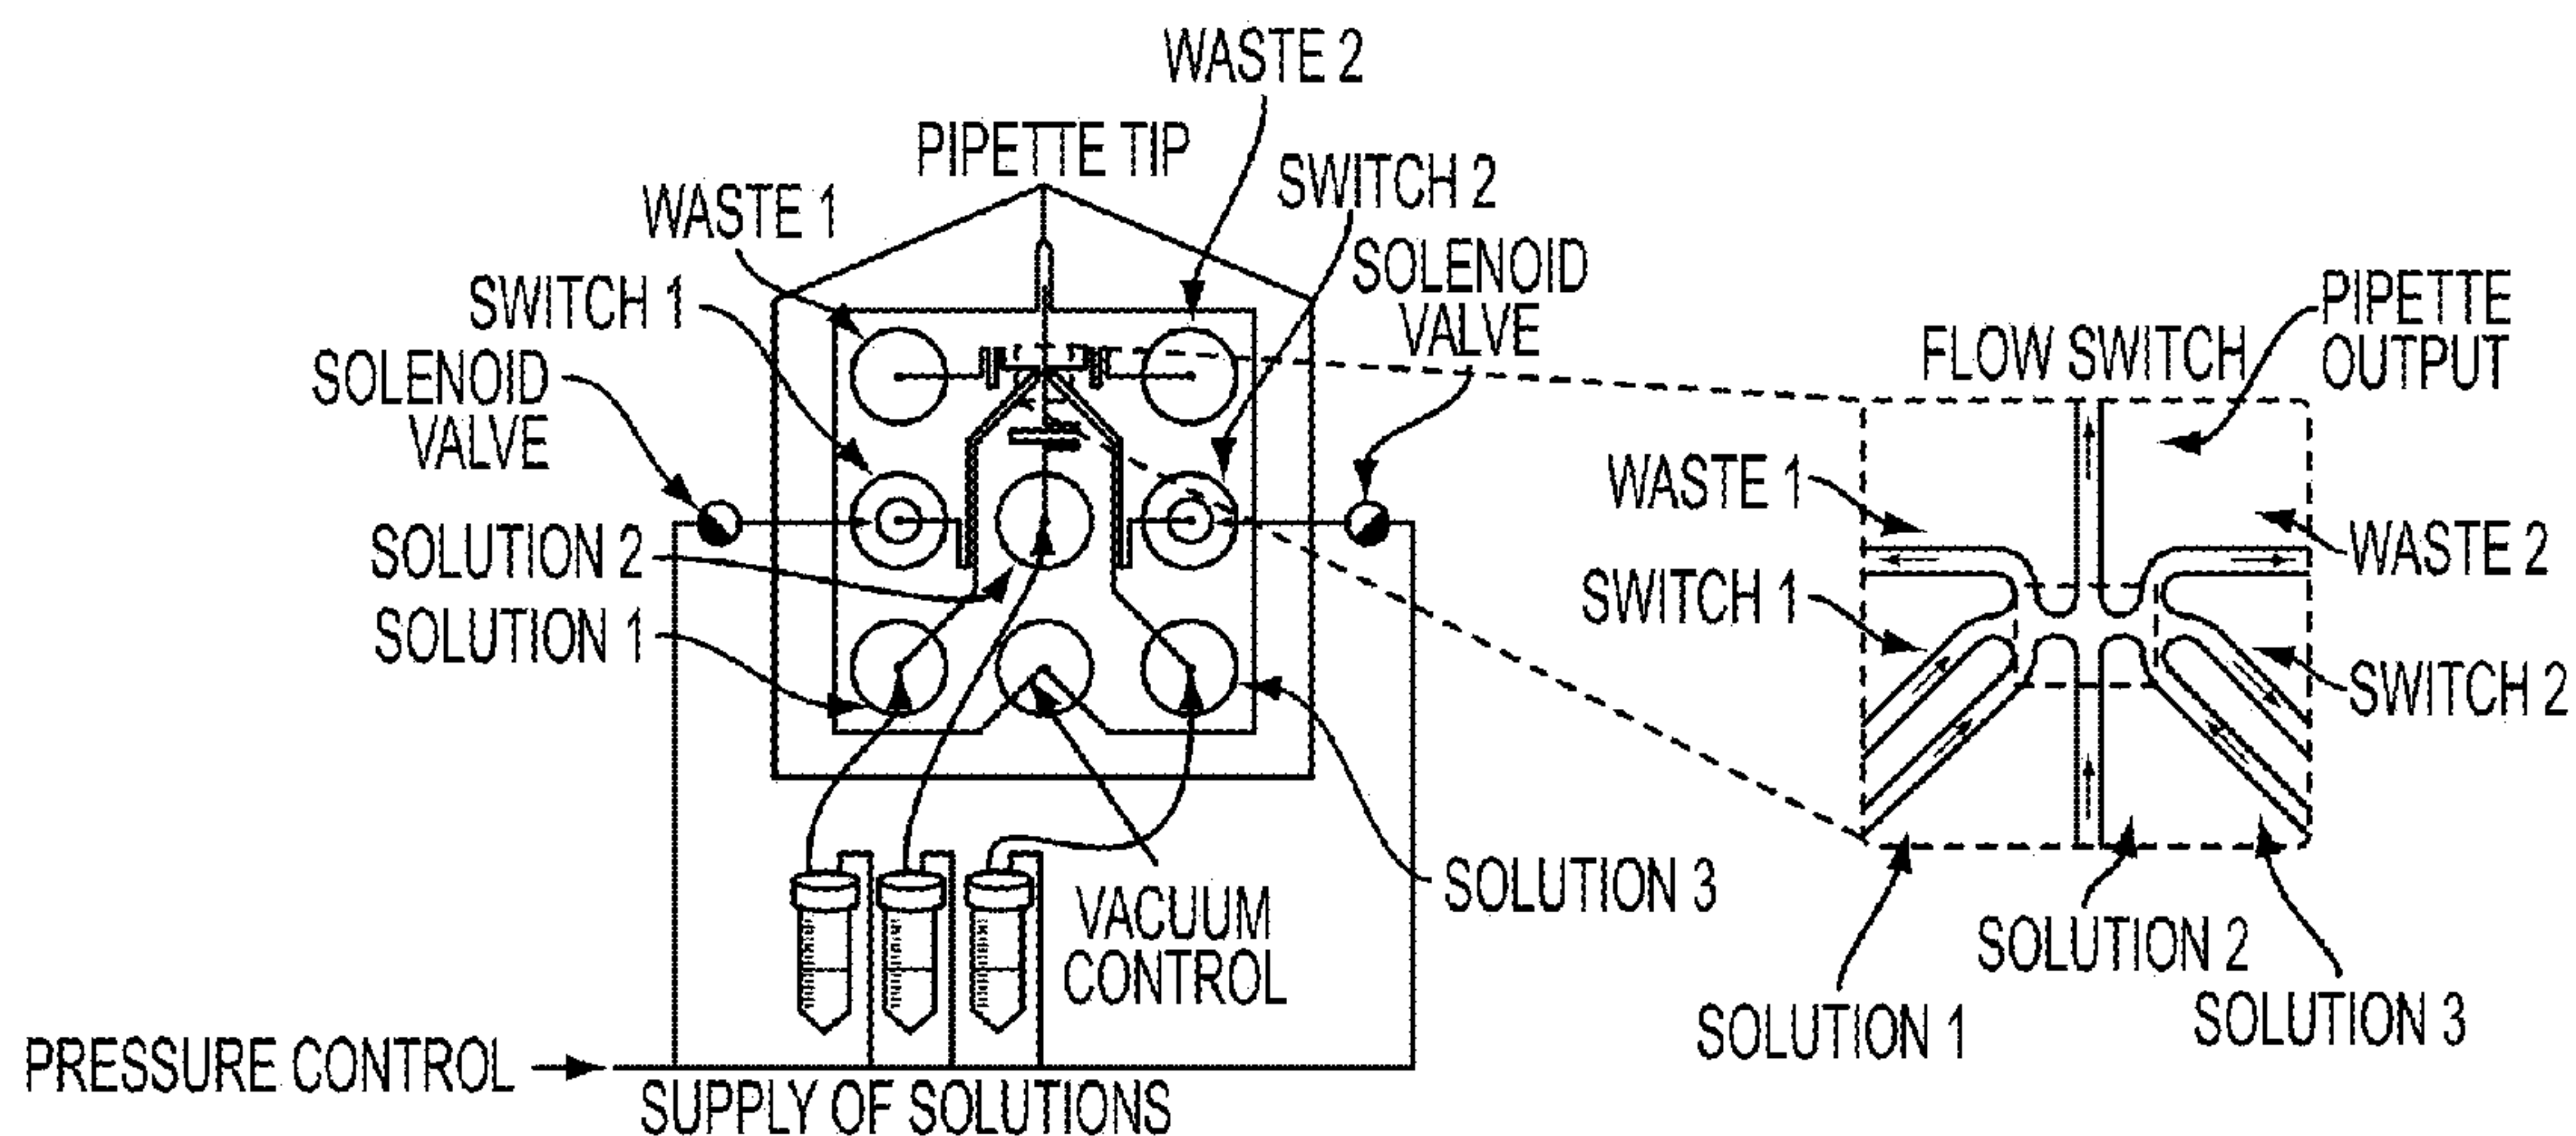 WASTE 2
PIPETTE TIP
SWITCH 2
WASTE 1
SOLENOID
VALVE
SWITCH 1
SOLENOID
VALVE
SOLUTION 2
SOLUTION 1
VACUUM
CONTROL
SOLUTION 3
PRESSURE CONTROL
SUPPLY OF SOLUTIONS
FLOW SWITCH
PIPETTE
OUTPUT
WASTE 1
WASTE 2
SWITCH 1
SWITCH 2
SOLUTION 2
SOLUTION 1
SOLUTION 3